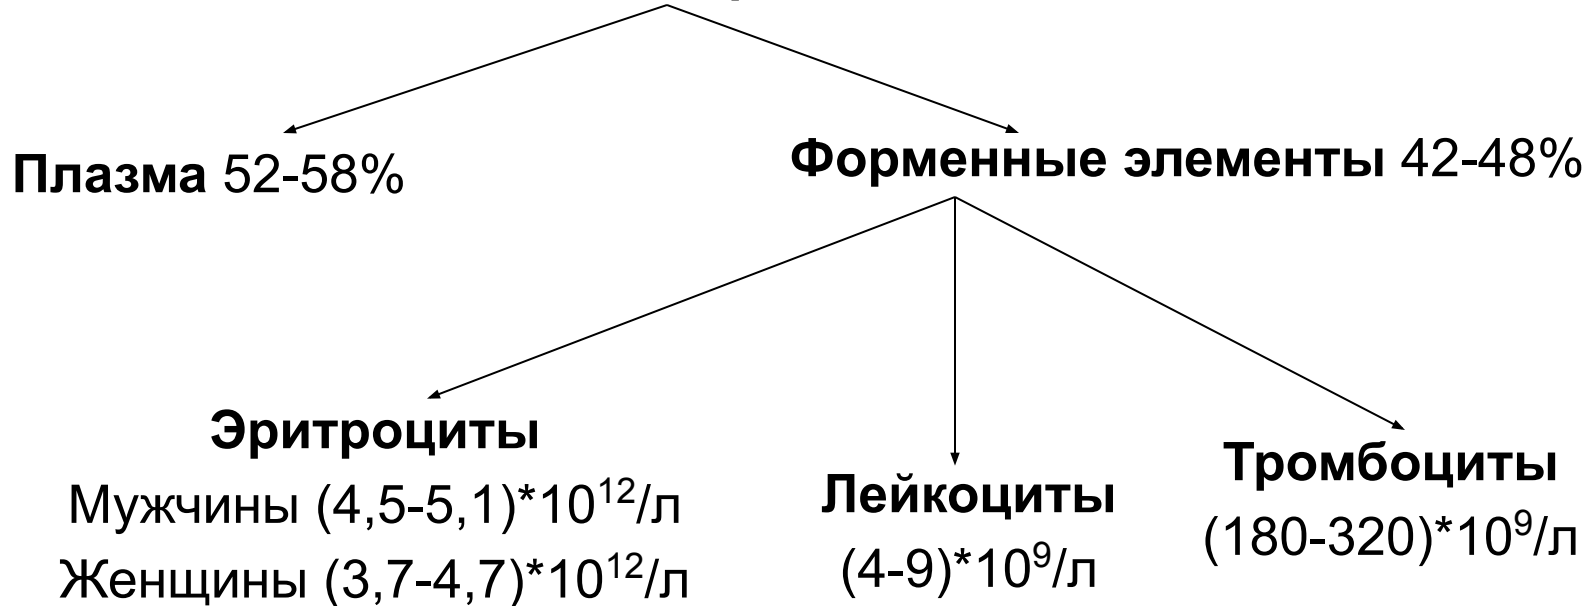 Плазма 52-58%
Форменные элементы 42-48%
Эритроциты
Мужчины (4,5-5,1)*10¹²/л
Женщины (3,7-4,7)*10¹²/л
Лейкоциты
(4-9)*10⁹/л
Тромбоциты
(180-320)*10⁹/л